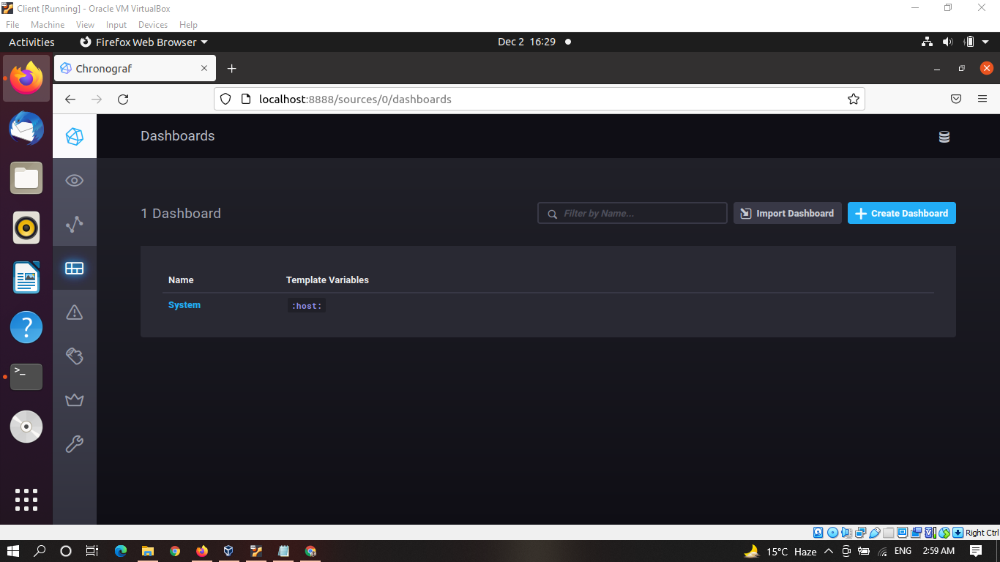 Client [Running] - Oracle VM VirtualBox
File Machine View Input Devices Help
Activities Firefox Web Browser Dec 2 16:29
Chronograf
localhost:8888/sources/0/dashboards
Dashboards
1 Dashboard Filter by Name... Import Dashboard Create Dashboard
Name Template Variables
System :host:
>_
Right Ctrl
15°C Haze ENG 2:59 AM